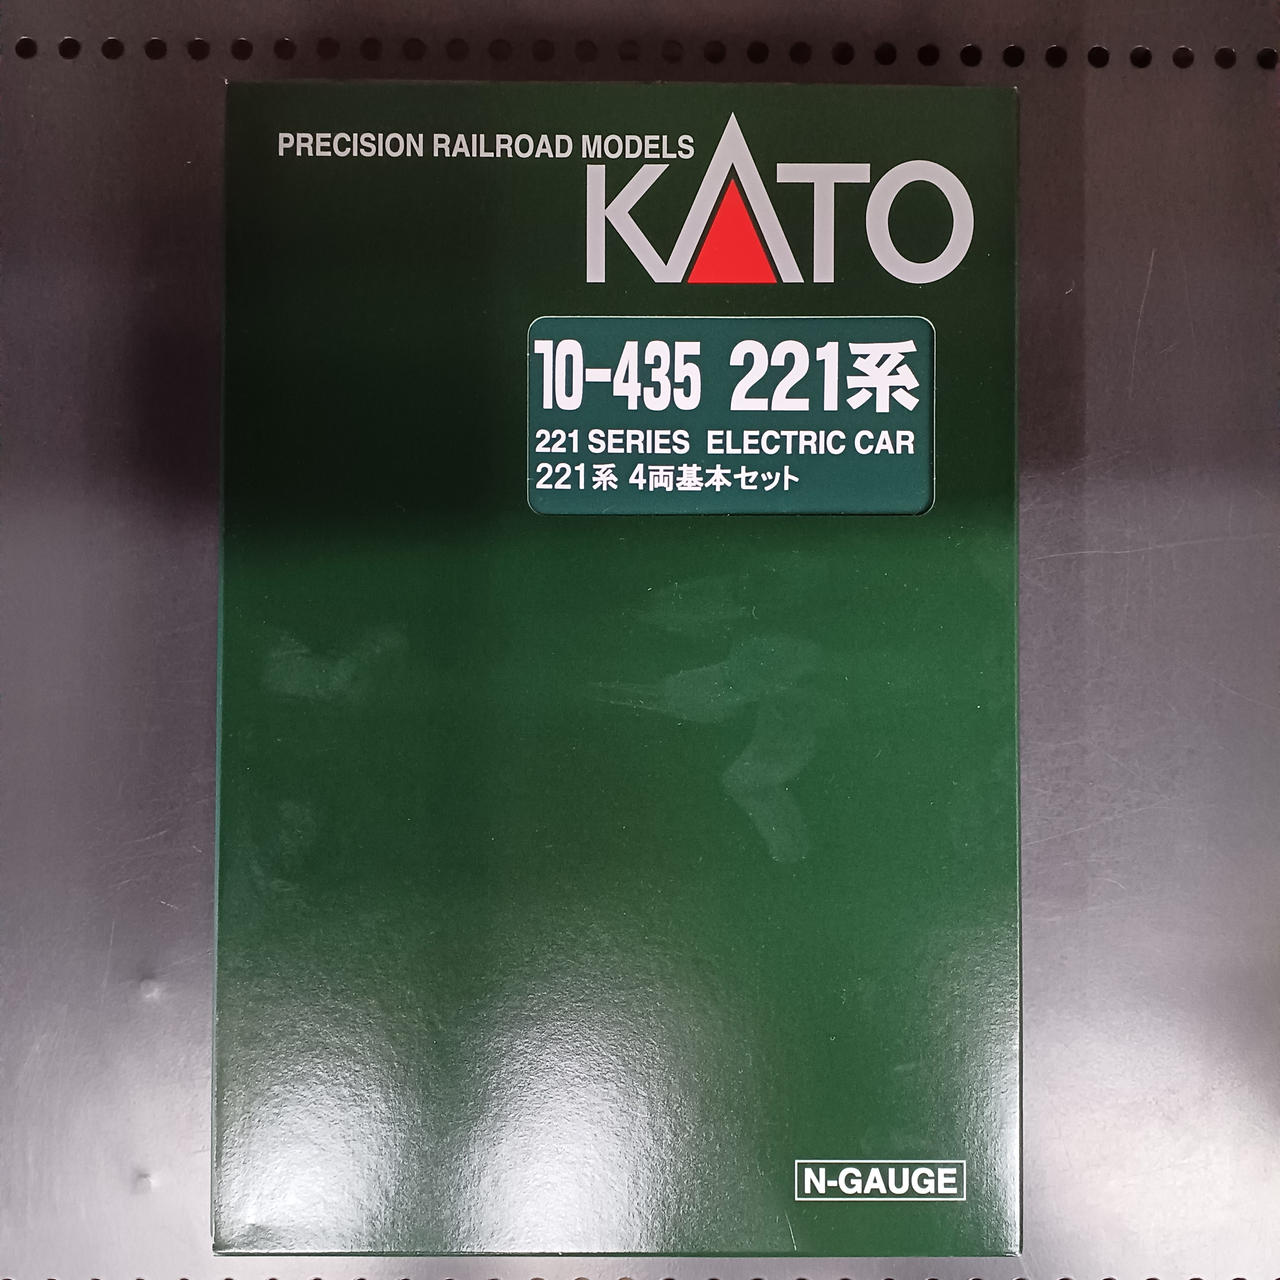 PRECISION RAILROAD MODELS
KATO
10-435 221系
221 SERIES ELECTRIC CAR
221系 4両基本セット
N-GAUGE